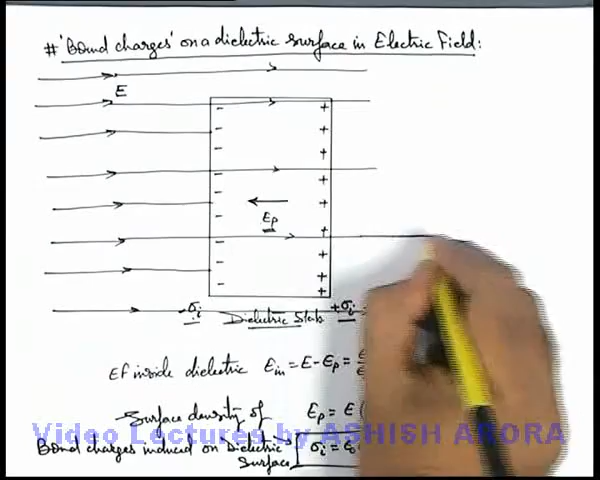 # 'Bond charges' on a dielectric surface in Electric Field:
E
Ep
-σi Dielectric Slab +σi
EF inside dielectric Ein = E - Ep =
Surface density of Ep = E (
Video Lectures by ASHISH ARORA
Bond charges induced on Dielectric σi = ϵ0
Surface